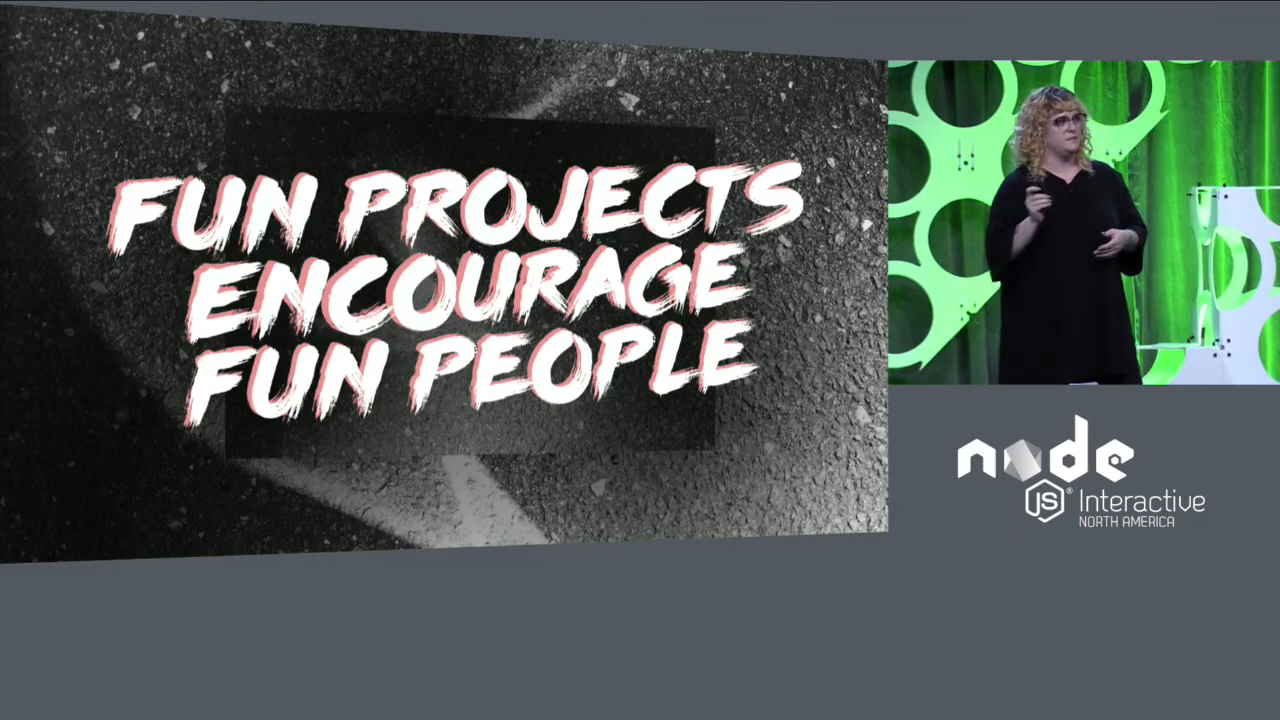 FUN PROJECTS
ENCOURAGE
FUN PEOPLE
node
JS® Interactive
NORTH AMERICA